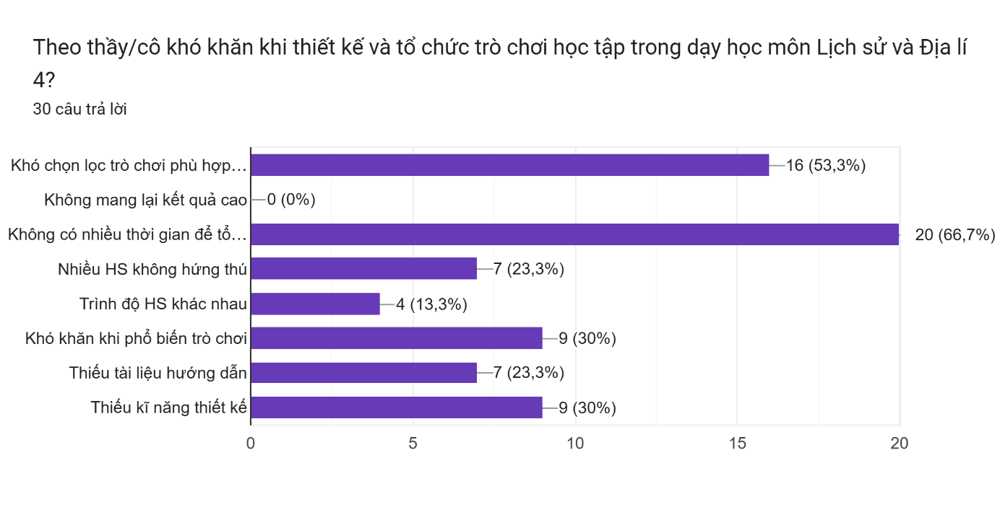 Theo thầy/cô khó khăn khi thiết kế và tổ chức trò chơi học tập trong dạy học môn Lịch sử và Địa lí
4?
30 câu trả lời
Khó chọn lọc trò chơi phù hợp… 16 (53,3%)
Không mang lại kết quả cao 0 (0%)
Không có nhiều thời gian để tổ… 20 (66,7%)
Nhiều HS không hứng thú 7 (23,3%)
Trình độ HS khác nhau 4 (13,3%)
Khó khăn khi phổ biến trò chơi 9 (30%)
Thiếu tài liệu hướng dẫn 7 (23,3%)
Thiếu kĩ năng thiết kế 9 (30%)
0 5 10 15 20